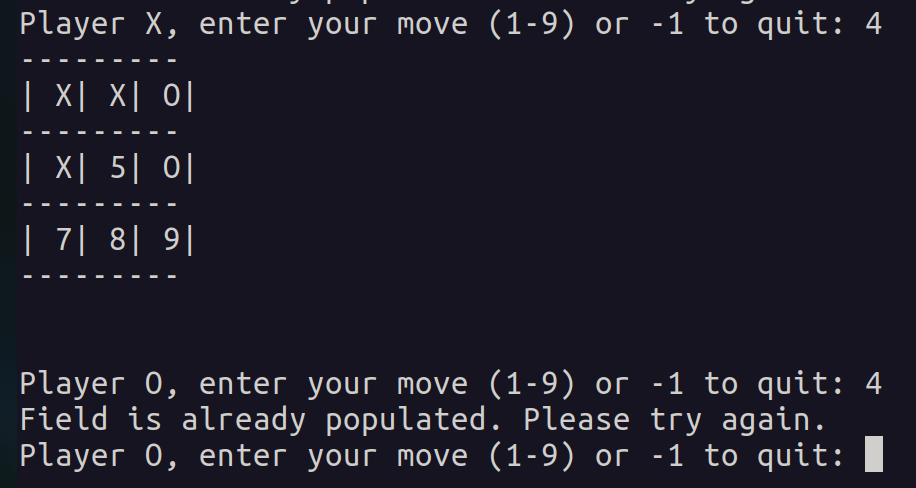 Player X, enter your move (1-9) or -1 to quit: 4
---------
| X| X| O|
---------
| X| 5| O|
---------
| 7| 8| 9|
---------
Player O, enter your move (1-9) or -1 to quit: 4
Field is already populated. Please try again.
Player O, enter your move (1-9) or -1 to quit: